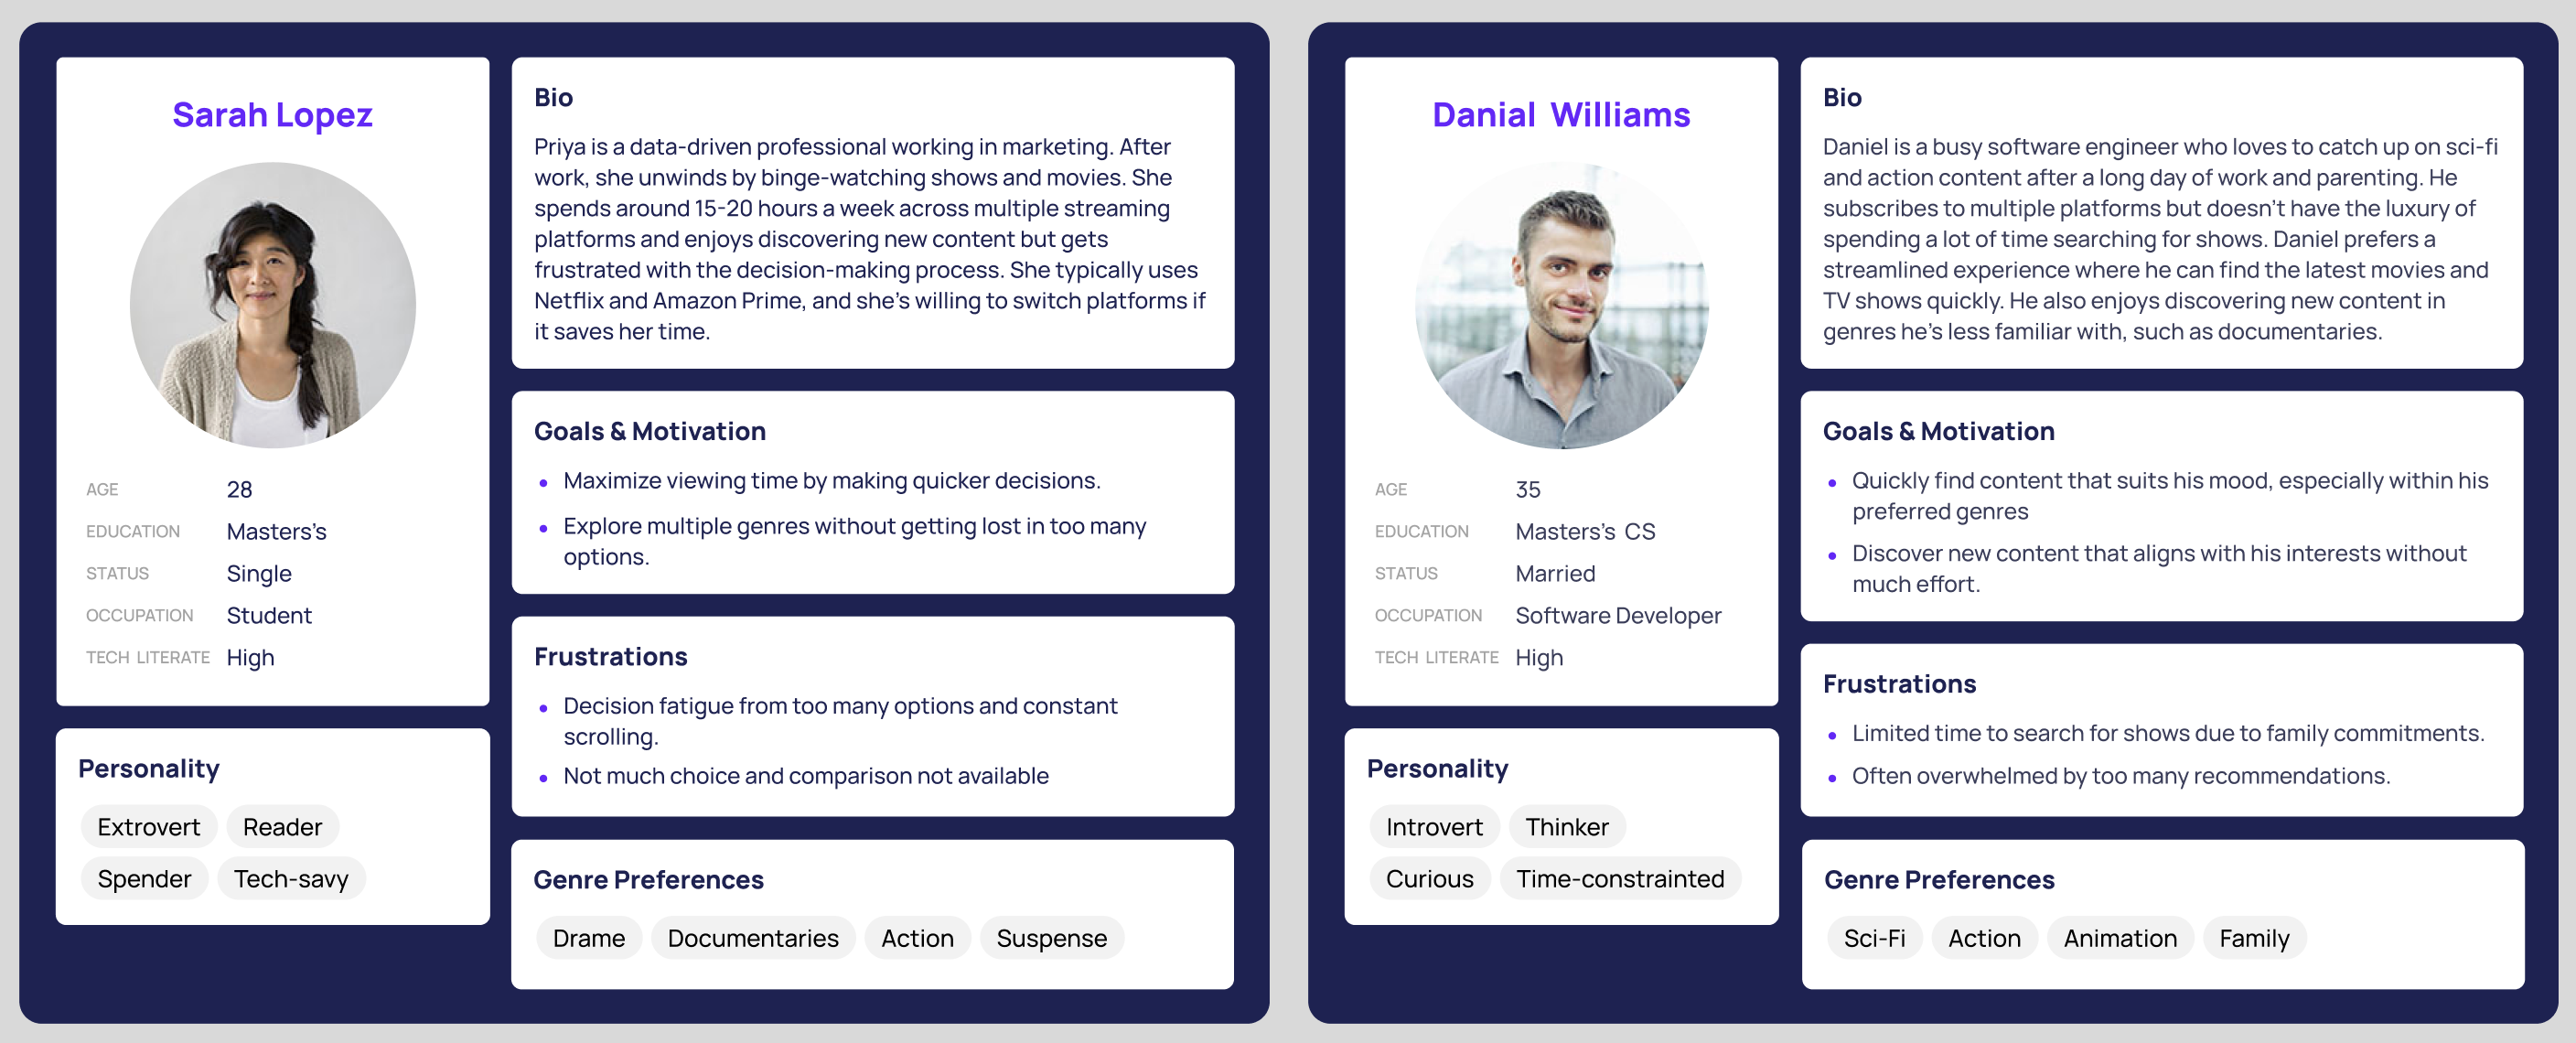 Sarah Lopez
AGE 28
EDUCATION Masters's
STATUS Single
OCCUPATION Student
TECH LITERATE High
Personality
Extrovert Reader
Spender Tech-savy
Bio
Priya is a data-driven professional working in marketing. After
work, she unwinds by binge-watching shows and movies. She
spends around 15-20 hours a week across multiple streaming
platforms and enjoys discovering new content but gets
frustrated with the decision-making process. She typically uses
Netflix and Amazon Prime, and she's willing to switch platforms if
it saves her time.
Goals & Motivation
• Maximize viewing time by making quicker decisions.
• Explore multiple genres without getting lost in too many
options.
Frustrations
• Decision fatigue from too many options and constant
scrolling.
• Not much choice and comparison not available
Genre Preferences
Drame Documentaries Action Suspense
Danial Williams
AGE 35
EDUCATION Masters's CS
STATUS Married
OCCUPATION Software Developer
TECH LITERATE High
Personality
Introvert Thinker
Curious Time-constrainted
Bio
Daniel is a busy software engineer who loves to catch up on sci-fi
and action content after a long day of work and parenting. He
subscribes to multiple platforms but doesn't have the luxury of
spending a lot of time searching for shows. Daniel prefers a
streamlined experience where he can find the latest movies and
TV shows quickly. He also enjoys discovering new content in
genres he's less familiar with, such as documentaries.
Goals & Motivation
• Quickly find content that suits his mood, especially within his
preferred genres
• Discover new content that aligns with his interests without
much effort.
Frustrations
• Limited time to search for shows due to family commitments.
• Often overwhelmed by too many recommendations.
Genre Preferences
Sci-Fi Action Animation Family